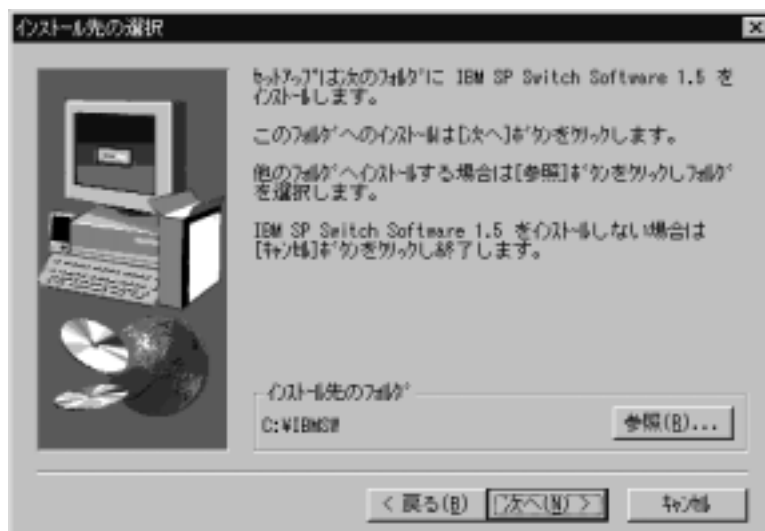 インストール先の選択
ｾｯﾄｱｯﾌﾟは次のﾌｫﾙﾀﾞに IBM SP Switch Software 1.5 を
ｲﾝｽﾄｰﾙします。
このﾌｫﾙﾀﾞへのｲﾝｽﾄｰﾙは[次へ]ﾎﾞﾀﾝをｸﾘｯｸします。
他のﾌｫﾙﾀﾞへｲﾝｽﾄｰﾙする場合は[参照]ﾎﾞﾀﾝをｸﾘｯｸしﾌｫﾙﾀﾞ
を選択します。
IBM SP Switch Software 1.5 をｲﾝｽﾄｰﾙしない場合は
[ｷｬﾝｾﾙ]ﾎﾞﾀﾝをｸﾘｯｸし終了します。
ｲﾝｽﾄｰﾙ先のﾌｫﾙﾀﾞ
C:¥IBMSW
参照(R)...
< 戻る(B)
次へ(N) >
ｷｬﾝｾﾙ